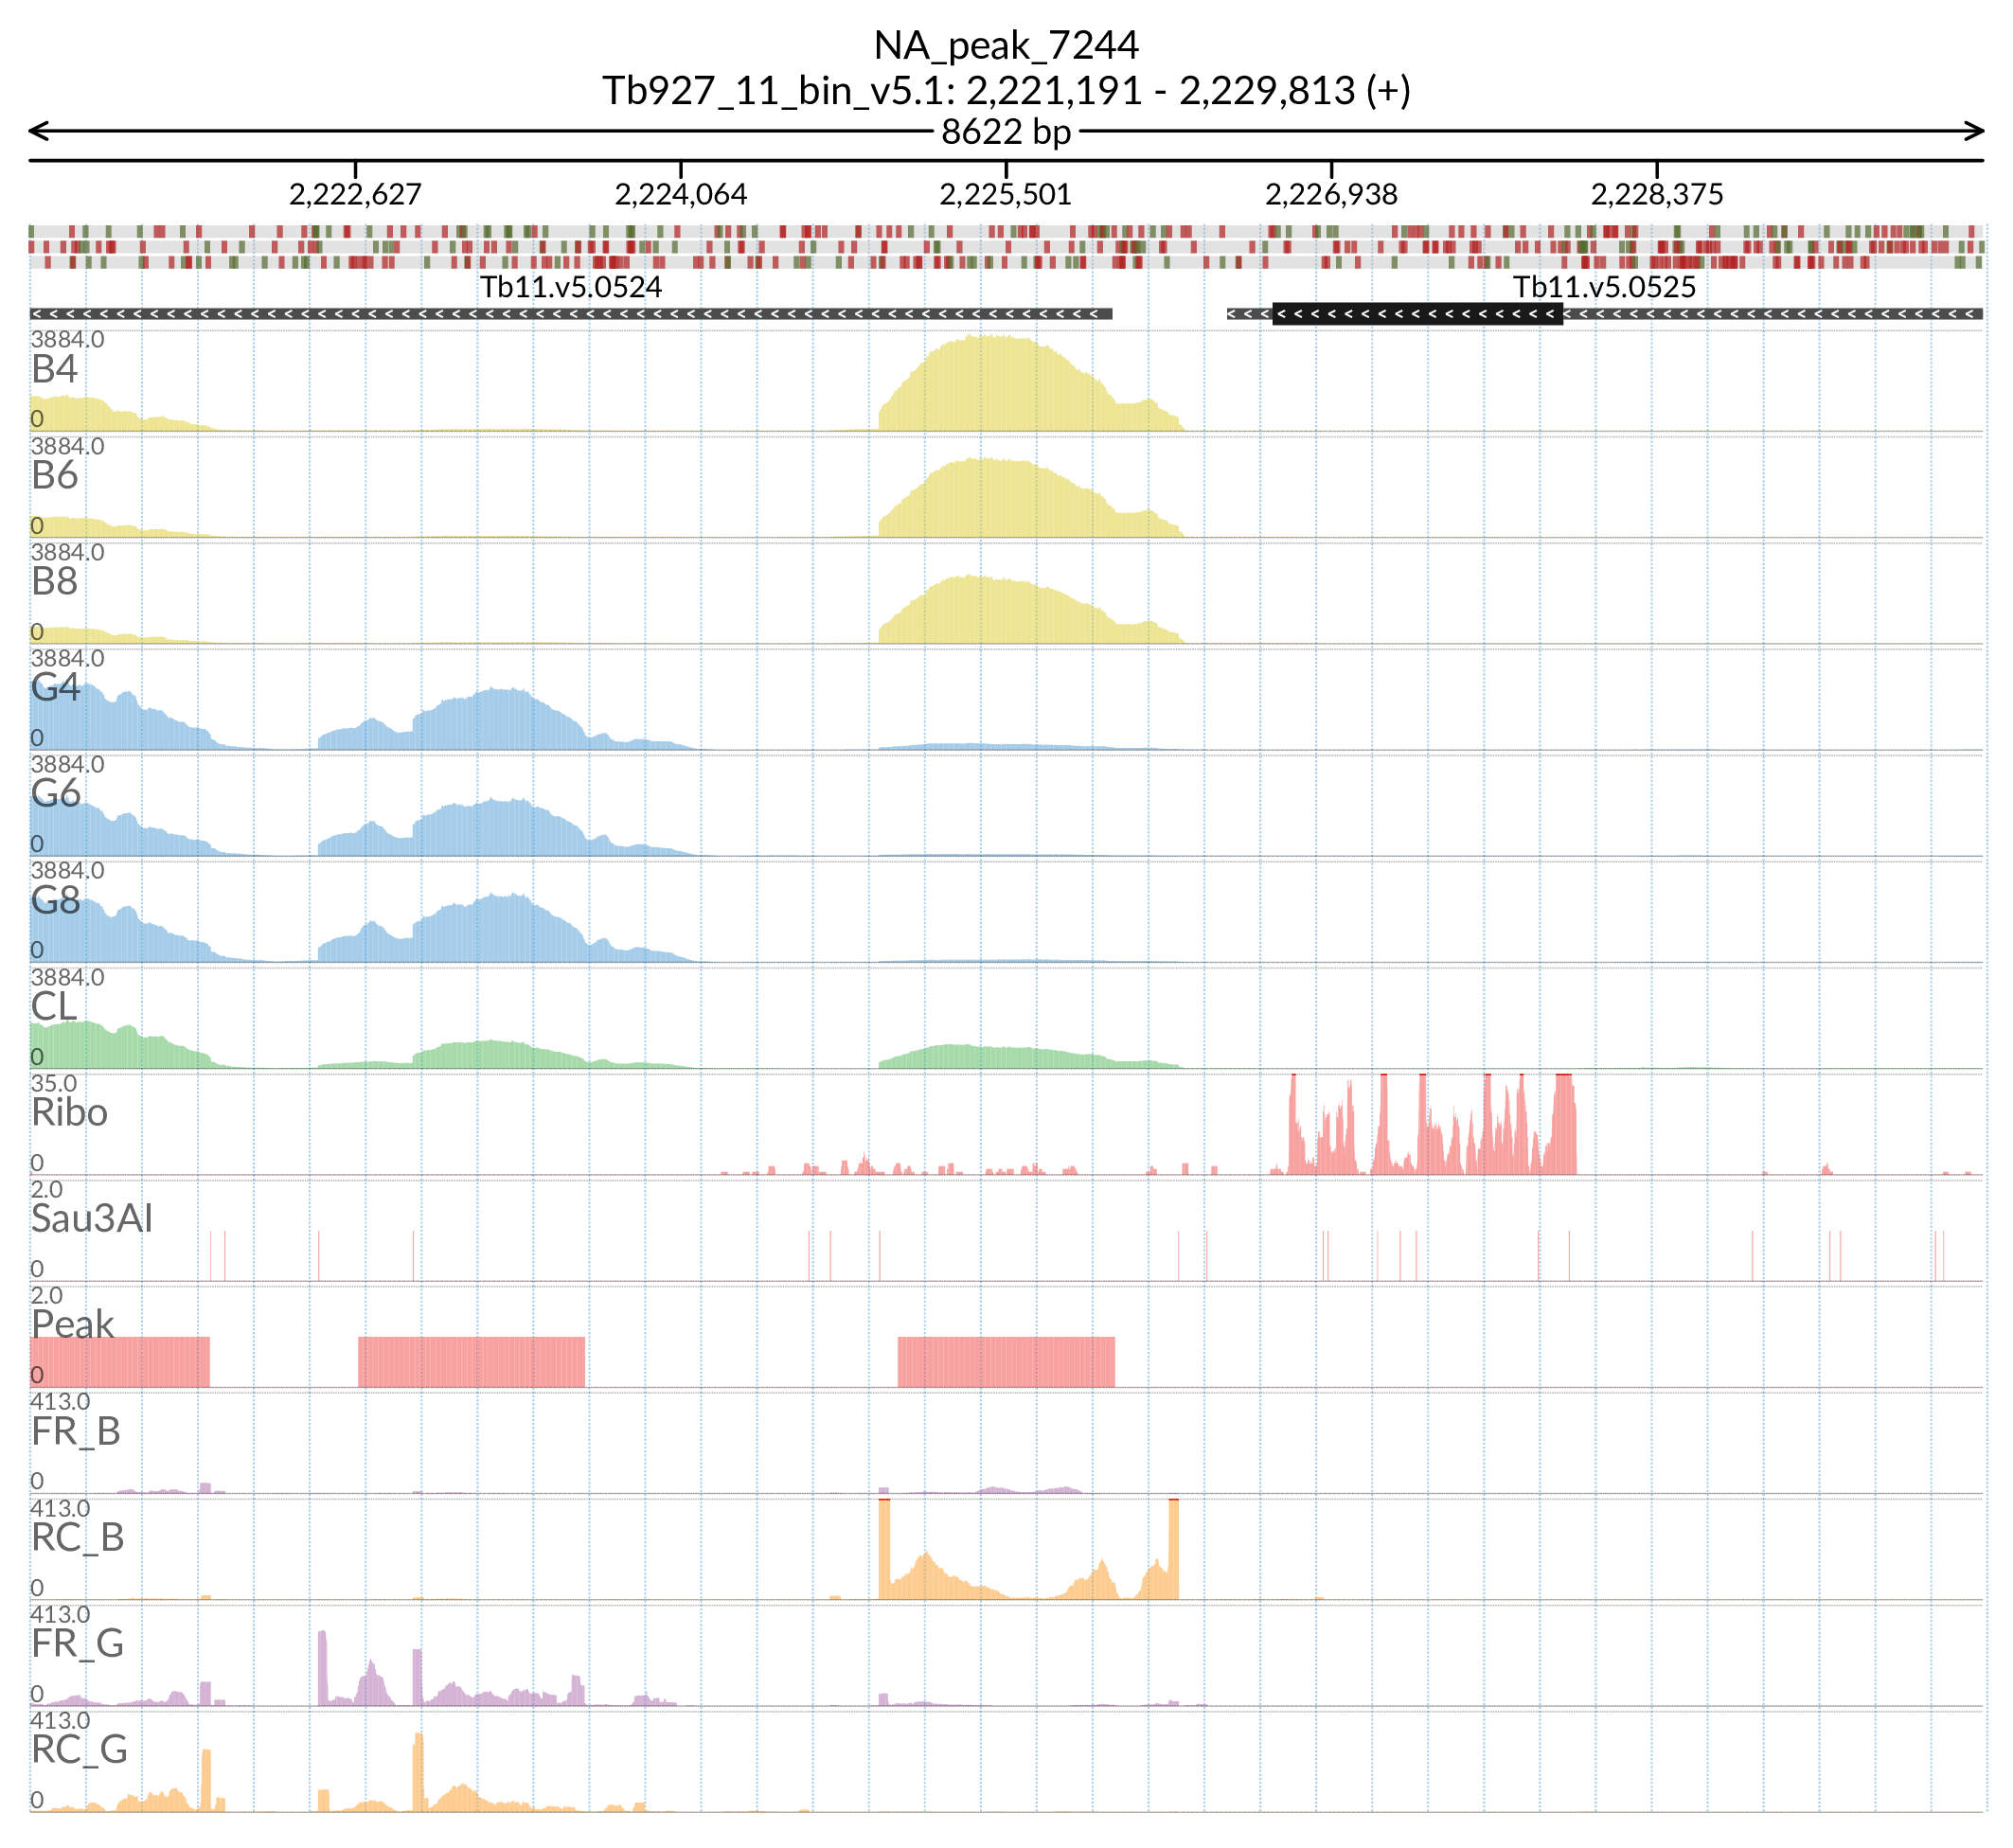 NA_peak_7244
Tb927_11_bin_v5.1: 2,221,191 - 2,229,813 (+)
8622 bp
2,222,627 2,224,064 2,225,501 2,226,938 2,228,375
Tb11.v5.0524 Tb11.v5.0525
3884.0
B4
0
3884.0
B6
0
3884.0
B8
0
3884.0
G4
0
3884.0
G6
0
3884.0
G8
0
3884.0
CL
0
35.0
Ribo
0
2.0
Sau3AI
0
2.0
Peak
0
413.0
FR_B
0
413.0
RC_B
0
413.0
FR_G
0
413.0
RC_G
0